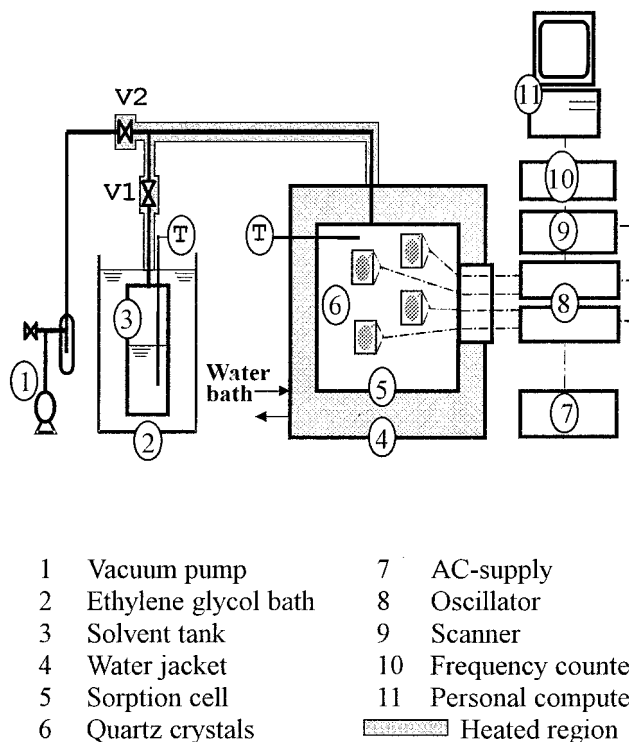 11
V2
10
V1
9
T
T
3
6
8
Water
bath
1
5
7
2
4
1 Vacuum pump
2 Ethylene glycol bath
3 Solvent tank
4 Water jacket
5 Sorption cell
6 Quartz crystals
7 AC-supply
8 Oscillator
9 Scanner
10 Frequency counte
11 Personal compute
Heated region